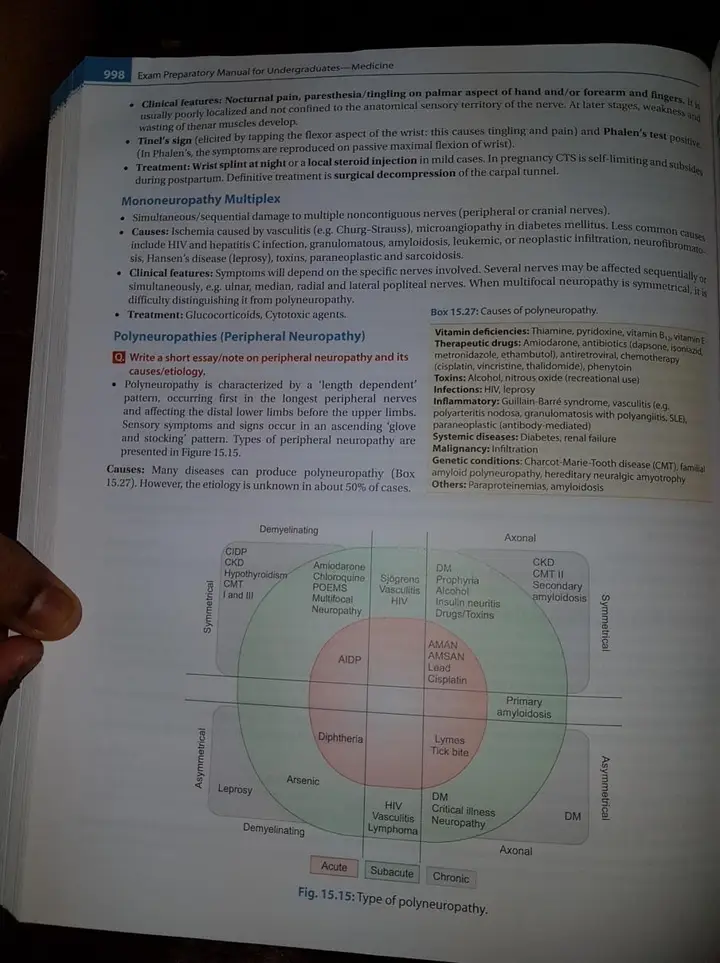 998 Exam Preparatory Manual for Undergraduates—Medicine
• Clinical features: Nocturnal pain, paresthesia/tingling on palmar aspect of hand and/or forearm and fingers. It is
usually poorly localized and not confined to the anatomical sensory territory of the nerve. At later stages, weakness and
wasting of thenar muscles develop.
• Tinel's sign (elicited by tapping the flexor aspect of the wrist: this causes tingling and pain) and Phalen's test positive.
(In Phalen's, the symptoms are reproduced on passive maximal flexion of wrist).
• Treatment: Wrist splint at night or a local steroid injection in mild cases. In pregnancy CTS is self-limiting and subsides
during postpartum. Definitive treatment is surgical decompression of the carpal tunnel.
Mononeuropathy Multiplex
• Simultaneous/sequential damage to multiple noncontiguous nerves (peripheral or cranial nerves).
• Causes: Ischemia caused by vasculitis (e.g. Churg–Strauss), microangiopathy in diabetes mellitus. Less common causes
include HIV and hepatitis C infection, granulomatous, amyloidosis, leukemic, or neoplastic infiltration, neurofibromato-
sis, Hansen's disease (leprosy), toxins, paraneoplastic and sarcoidosis.
• Clinical features: Symptoms will depend on the specific nerves involved. Several nerves may be affected sequentially or
simultaneously, e.g. ulnar, median, radial and lateral popliteal nerves. When multifocal neuropathy is symmetrical, it is
difficulty distinguishing it from polyneuropathy.
• Treatment: Glucocorticoids, Cytotoxic agents.
Polyneuropathies (Peripheral Neuropathy)
Q. Write a short essay/note on peripheral neuropathy and its
causes/etiology.
• Polyneuropathy is characterized by a 'length dependent'
pattern, occurring first in the longest peripheral nerves
and affecting the distal lower limbs before the upper limbs.
Sensory symptoms and signs occur in an ascending 'glove
and stocking' pattern. Types of peripheral neuropathy are
presented in Figure 15.15.
Causes: Many diseases can produce polyneuropathy (Box
15.27). However, the etiology is unknown in about 50% of cases.
Box 15.27: Causes of polyneuropathy.
Vitamin deficiencies: Thiamine, pyridoxine, vitamin B12, vitamin E
Therapeutic drugs: Amiodarone, antibiotics (dapsone, isoniazid,
metronidazole, ethambutol), antiretroviral, chemotherapy
(cisplatin, vincristine, thalidomide), phenytoin
Toxins: Alcohol, nitrous oxide (recreational use)
Infections: HIV, leprosy
Inflammatory: Guillain-Barré syndrome, vasculitis (e.g.
polyarteritis nodosa, granulomatosis with polyangiitis, SLE),
paraneoplastic (antibody-mediated)
Systemic diseases: Diabetes, renal failure
Malignancy: Infiltration
Genetic conditions: Charcot-Marie-Tooth disease (CMT), familial
amyloid polyneuropathy, hereditary neuralgic amyotrophy
Others: Paraproteinemias, amyloidosis
Demyelinating
Axonal
Symmetrical
CIDP
CKD
Hypothyroidism
CMT
I and III
Amiodarone
Chloroquine
POEMS
Multifocal
Neuropathy
Sjögrens
Vasculitis
HIV
DM
Prophyria
Alcohol
Insulin neuritis
Drugs/Toxins
CKD
CMT II
Secondary
amyloidosis
Symmetrical
AIDP
AMAN
AMSAN
Lead
Cisplatin
Primary
amyloidosis
Asymmetrical
Diphtheria
Lymes
Tick bite
Asymmetrical
Leprosy
Arsenic
HIV
Vasculitis
Lymphoma
DM
Critical illness
Neuropathy
DM
Demyelinating
Axonal
Acute
Subacute
Chronic
Fig. 15.15: Type of polyneuropathy.